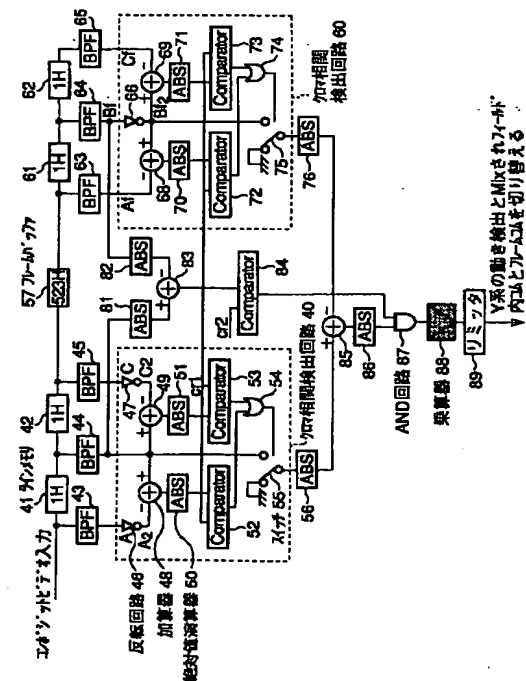 コンポジットビデオ入力
41 ラインメモリ
1H
42
1H
57 フレームバッファ
523H
61
1H
62
1H
43
BPF
44
BPF
45
BPF
63
BPF
64
BPF
65
BPF
A
A2
47
C
C2
反転回路 46
加算器 48
49
絶対値演算器 50
ABS
51
ABS
cr1
52
Comparator
53
Comparator
54
スイッチ 55
56
ABS
クロマ相関検出回路 40
81
ABS
82
ABS
83
cr2
84
Comparator
Af
Bf
66
Bf2
Cf
68
69
70
ABS
71
ABS
72
Comparator
73
Comparator
74
75
76
ABS
クロマ相関
検出回路 60
85
86
ABS
AND回路 87
乗算器 88
89
リミッタ
Y系の動き検出とMixされフィールド
内コムとフレームコムを切り替える